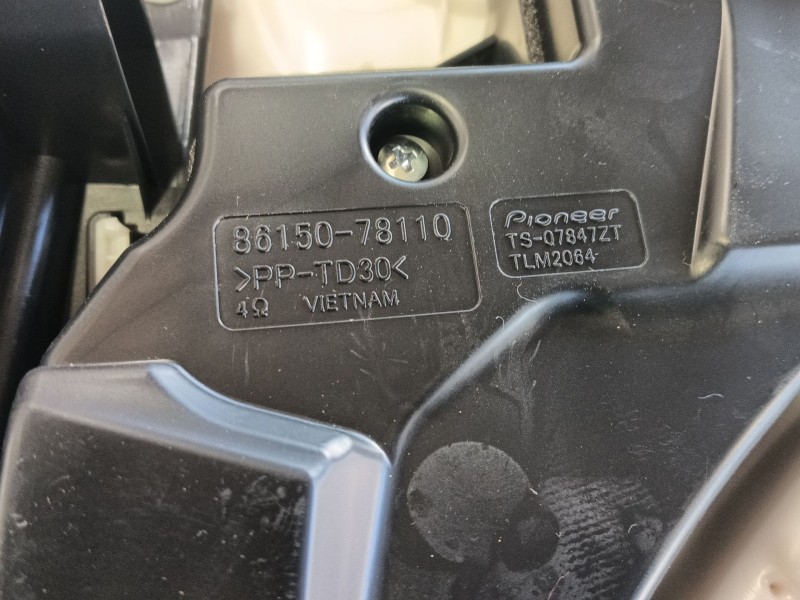 86150-78110
>PP-TD30<
4Ω VIETNAM
Pioneer
TS-Q7847ZT
TLM2064